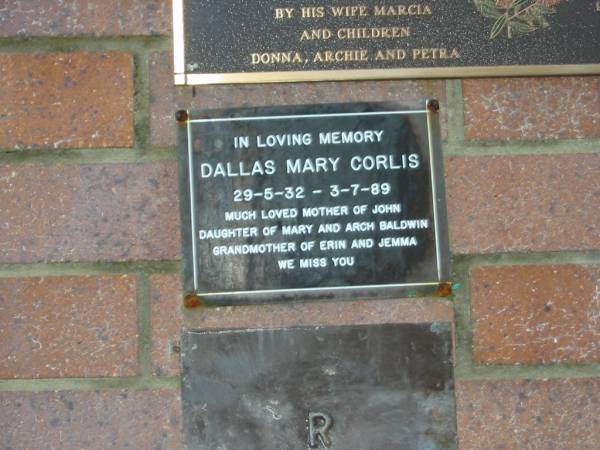 BY HIS WIFE MARCIA
AND CHILDREN
DONNA, ARCHIE AND PETRA
IN LOVING MEMORY
DALLAS MARY CORLIS
29-5-32 - 3-7-89
MUCH LOVED MOTHER OF JOHN
DAUGHTER OF MARY AND ARCH BALDWIN
GRANDMOTHER OF ERIN AND JEMMA
WE MISS YOU
R